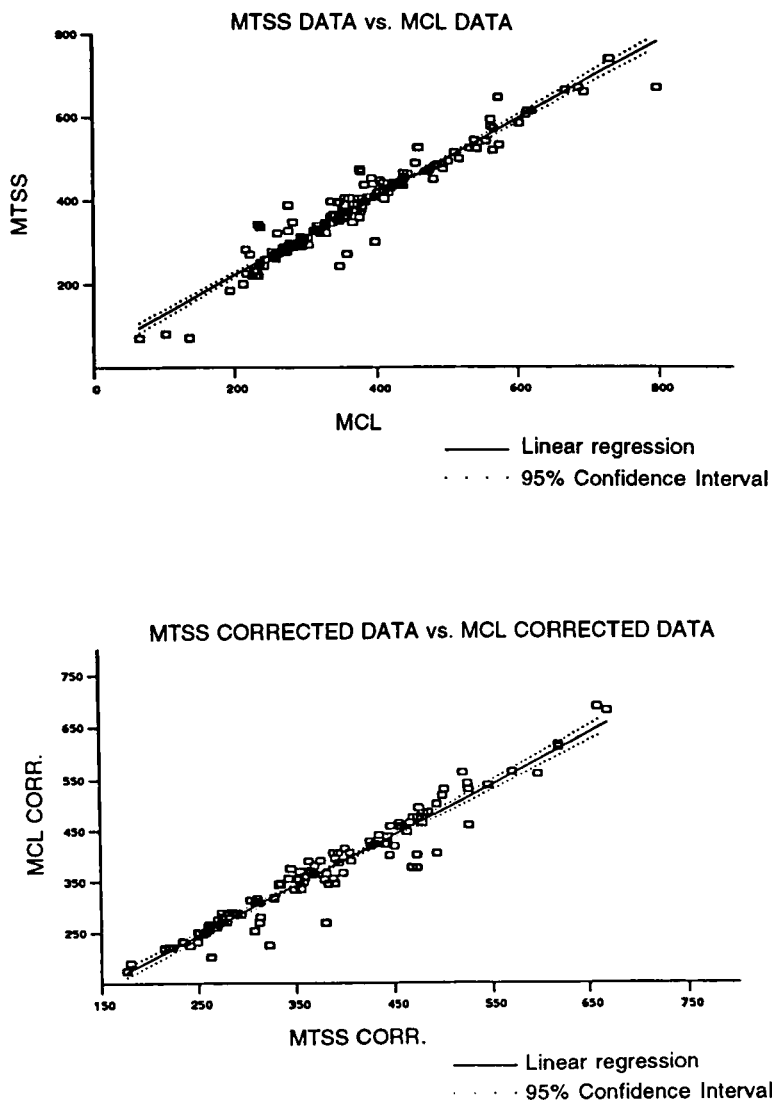 MTSS DATA vs. MCL DATA
800
600
400
200
MTSS
0
200
400
600
800
MCL
Linear regression
95% Confidence Interval
MTSS CORRECTED DATA vs. MCL CORRECTED DATA
750
650
550
450
350
250
MCL CORR.
150
250
350
450
550
650
750
MTSS CORR.
Linear regression
95% Confidence Interval